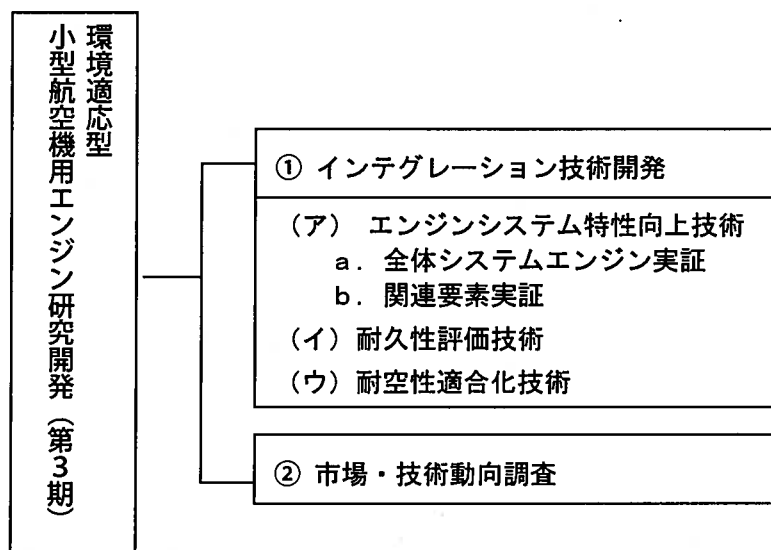 環境適応型
小型航空機用エンジン研究開発（第3期）
① インテグレーション技術開発
（ア） エンジンシステム特性向上技術
a．全体システムエンジン実証
b．関連要素実証
（イ）耐久性評価技術
（ウ）耐空性適合化技術
② 市場・技術動向調査